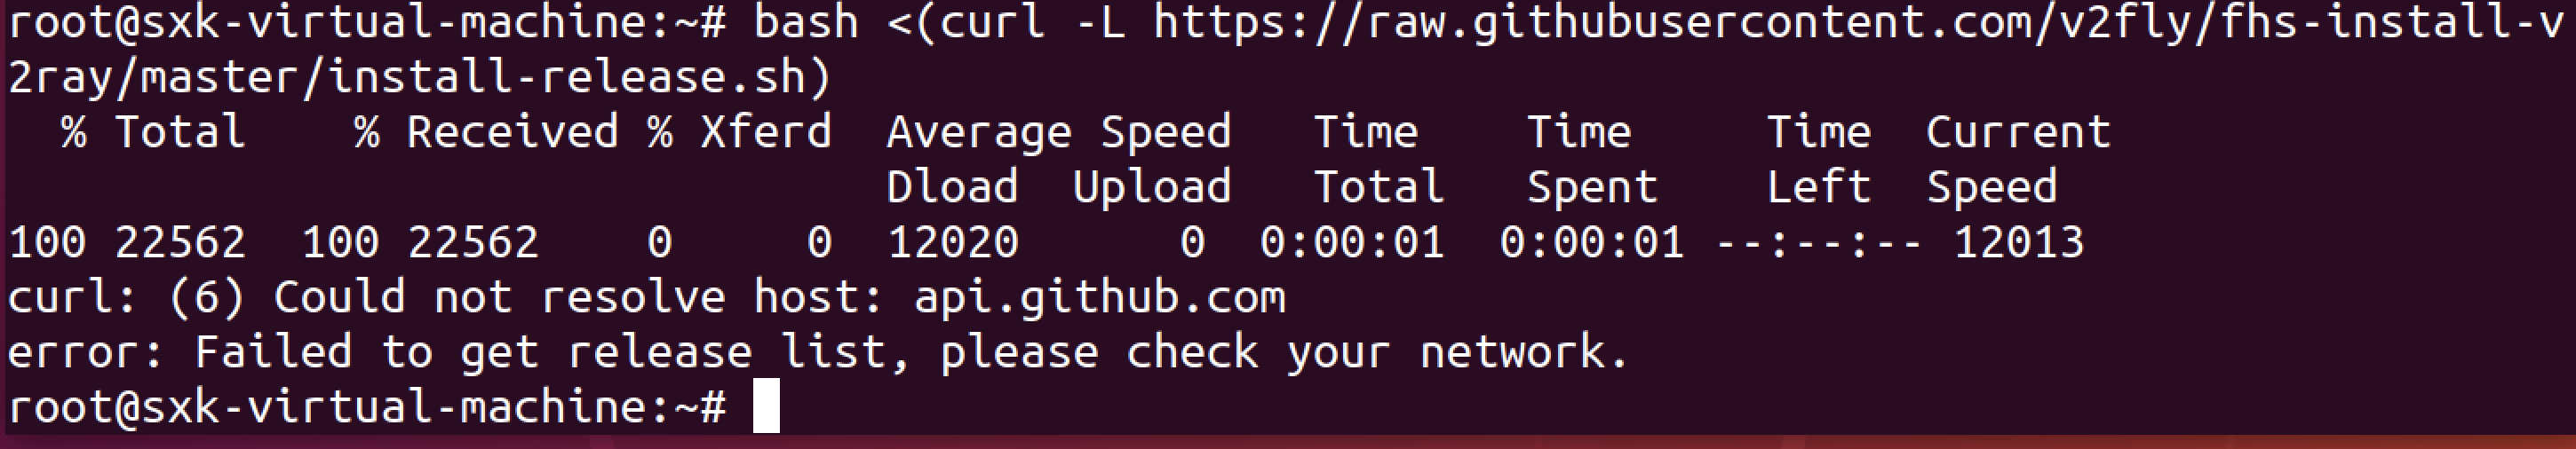 root@sxk-virtual-machine:~# bash <(curl -L https://raw.githubusercontent.com/v2fly/fhs-install-v
2ray/master/install-release.sh)
  % Total    % Received % Xferd  Average Speed   Time    Time     Time  Current
                                 Dload  Upload   Total   Spent    Left  Speed
100 22562  100 22562    0     0  12020      0  0:00:01  0:00:01 --:--:-- 12013
curl: (6) Could not resolve host: api.github.com
error: Failed to get release list, please check your network.
root@sxk-virtual-machine:~#